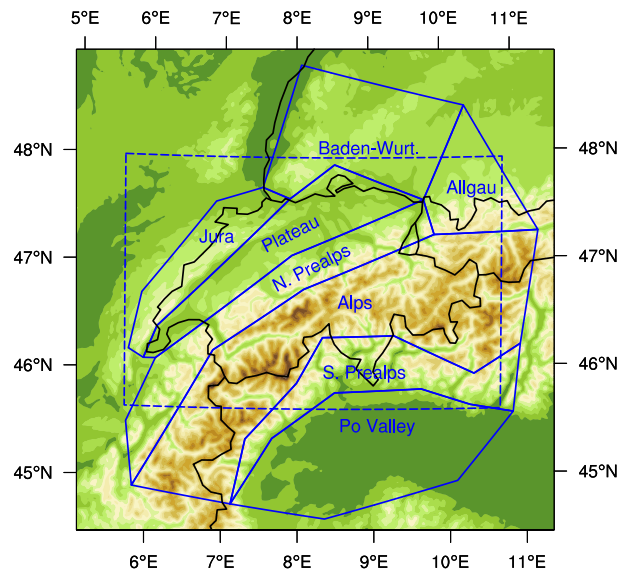 5°E 6°E 7°E 8°E 9°E 10°E 11°E
48°N Baden-Wurt. 48°N
Allgau
Jura Plateau
47°N N. Prealps 47°N
Alps
46°N S. Prealps 46°N
Po Valley
45°N 45°N
6°E 7°E 8°E 9°E 10°E 11°E